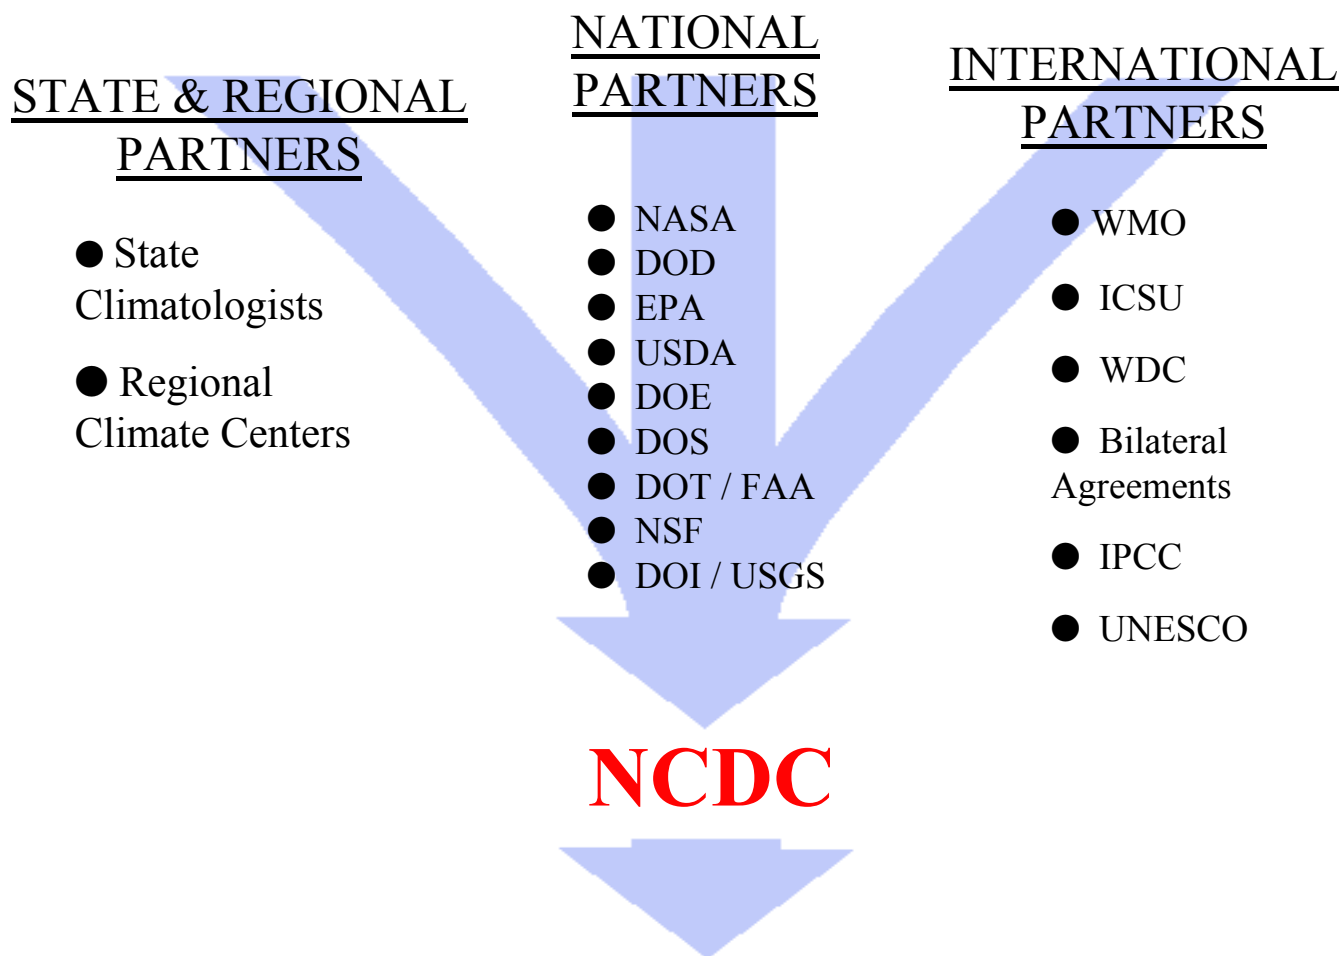 STATE & REGIONAL
PARTNERS
● State
Climatologists
● Regional
Climate Centers
NATIONAL
PARTNERS
● NASA
● DOD
● EPA
● USDA
● DOE
● DOS
● DOT / FAA
● NSF
● DOI / USGS
INTERNATIONAL
PARTNERS
● WMO
● ICSU
● WDC
● Bilateral
Agreements
● IPCC
● UNESCO
NCDC